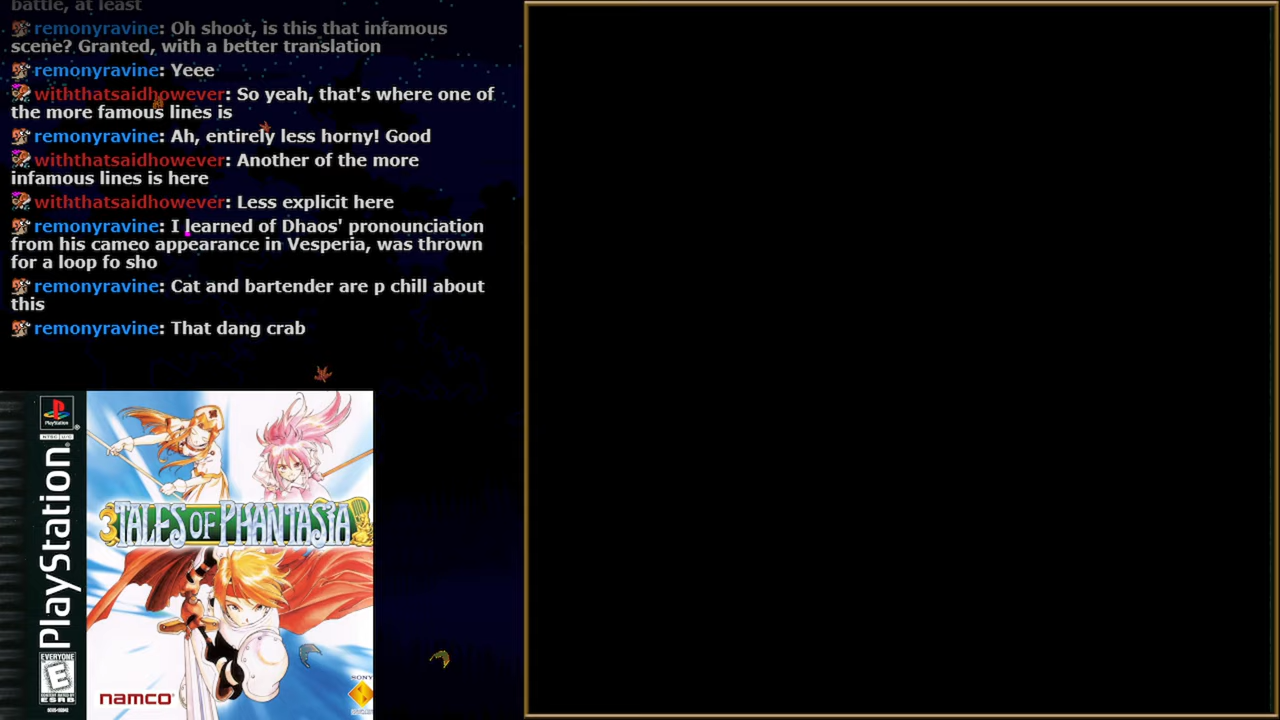 battle, at least
remonyravine: Oh shoot, is this that infamous
scene? Granted, with a better translation
remonyravine: Yeee
withthatsaidhowever: So yeah, that's where one of
the more famous lines is
remonyravine: Ah, entirely less horny! Good
withthatsaidhowever: Another of the more
infamous lines is here
withthatsaidhowever: Less explicit here
remonyravine: I learned of Dhaos' pronounciation
from his cameo appearance in Vesperia, was thrown
for a loop fo sho
remonyravine: Cat and bartender are p chill about
this
remonyravine: That dang crab
PlayStation
NTSC U/C
PlayStation
TALES OF PHANTASIA
EVERYONE
E
ESRB
namco
SONY